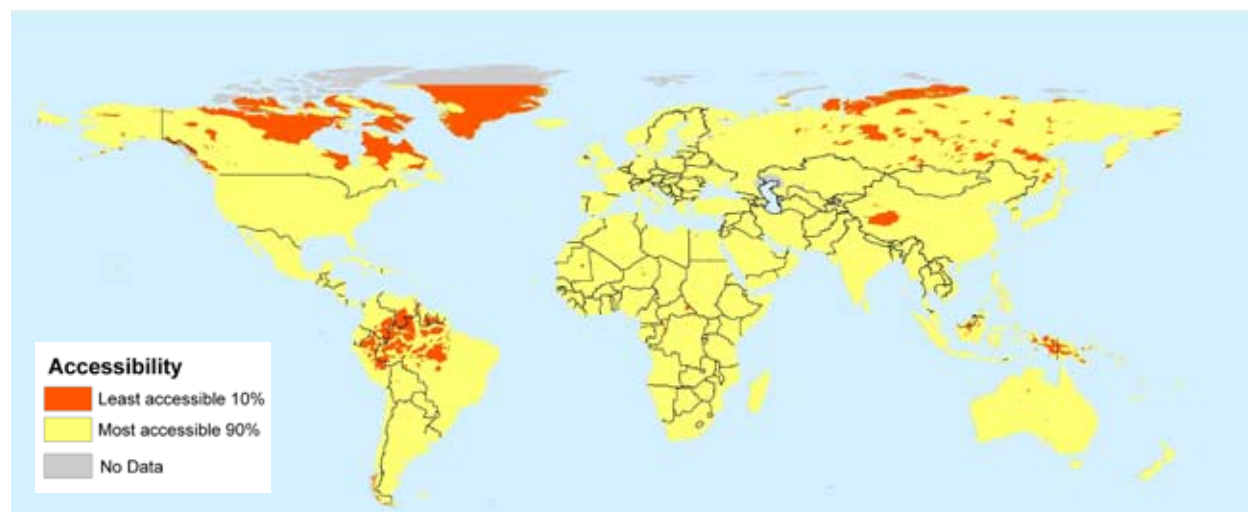 Accessibility
Least accessible 10%
Most accessible 90%
No Data